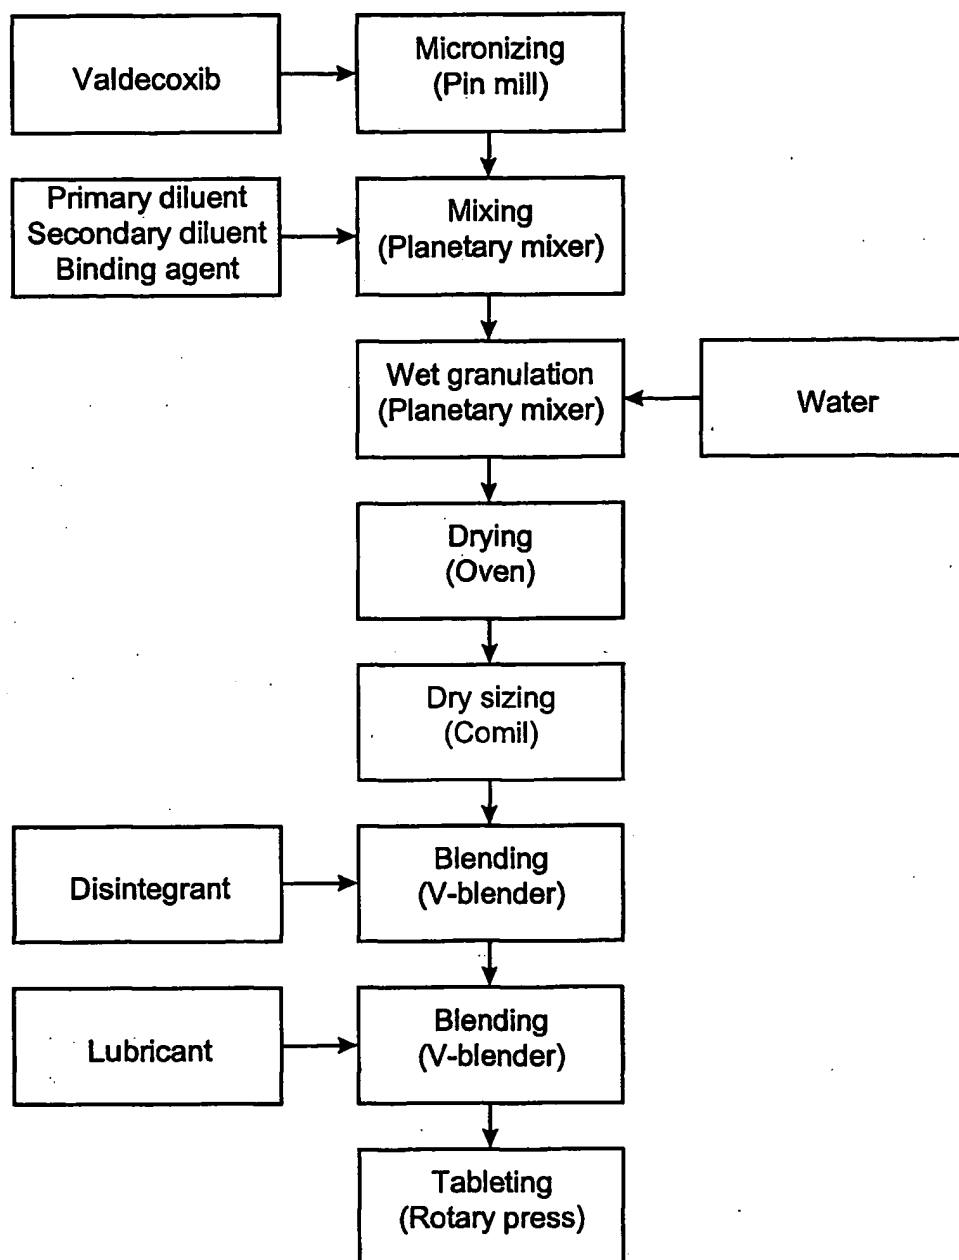 Valdecoxib
Micronizing
(Pin mill)
Primary diluent
Secondary diluent
Binding agent
Mixing
(Planetary mixer)
Wet granulation
(Planetary mixer)
Water
Drying
(Oven)
Dry sizing
(Comil)
Disintegrant
Blending
(V-blender)
Lubricant
Blending
(V-blender)
Tableting
(Rotary press)